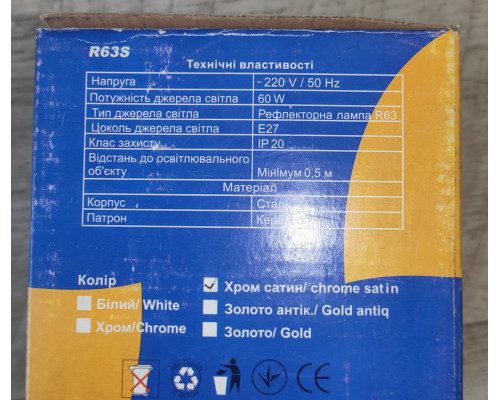 R63S
Технічні властивості
Напруга ~220 V / 50 Hz
Потужність джерела світла 60 W
Тип джерела світла Рефлекторна лампа R63
Цоколь джерела світла E27
Клас захисту IP 20
Відстань до освітлювального
об'єкту Мінімум 0,5 м
Матеріал
Корпус
Патрон
Колір
Хром сатин/ chrome satin
Білий/ White
Золото антік./ Gold antiq
Хром/Chrome
Золото/ Gold
CE